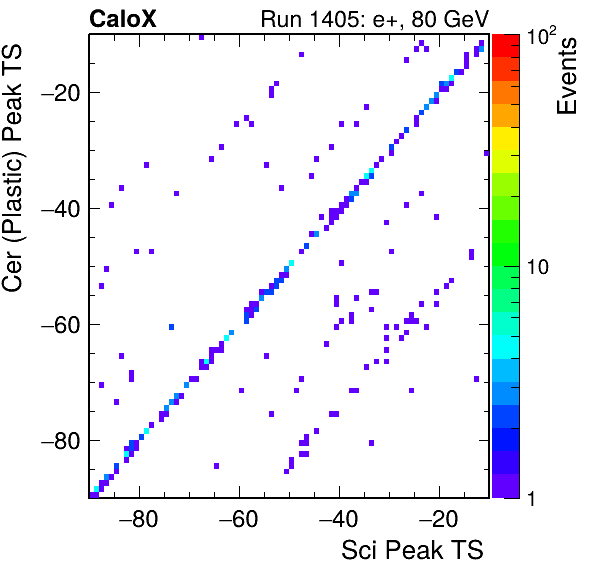 CaloX Run 1405: e+, 80 GeV
Cer (Plastic) Peak TS
−20
−40
−60
−80
−80 −60 −40 −20
Sci Peak TS
10²
10
1
Events